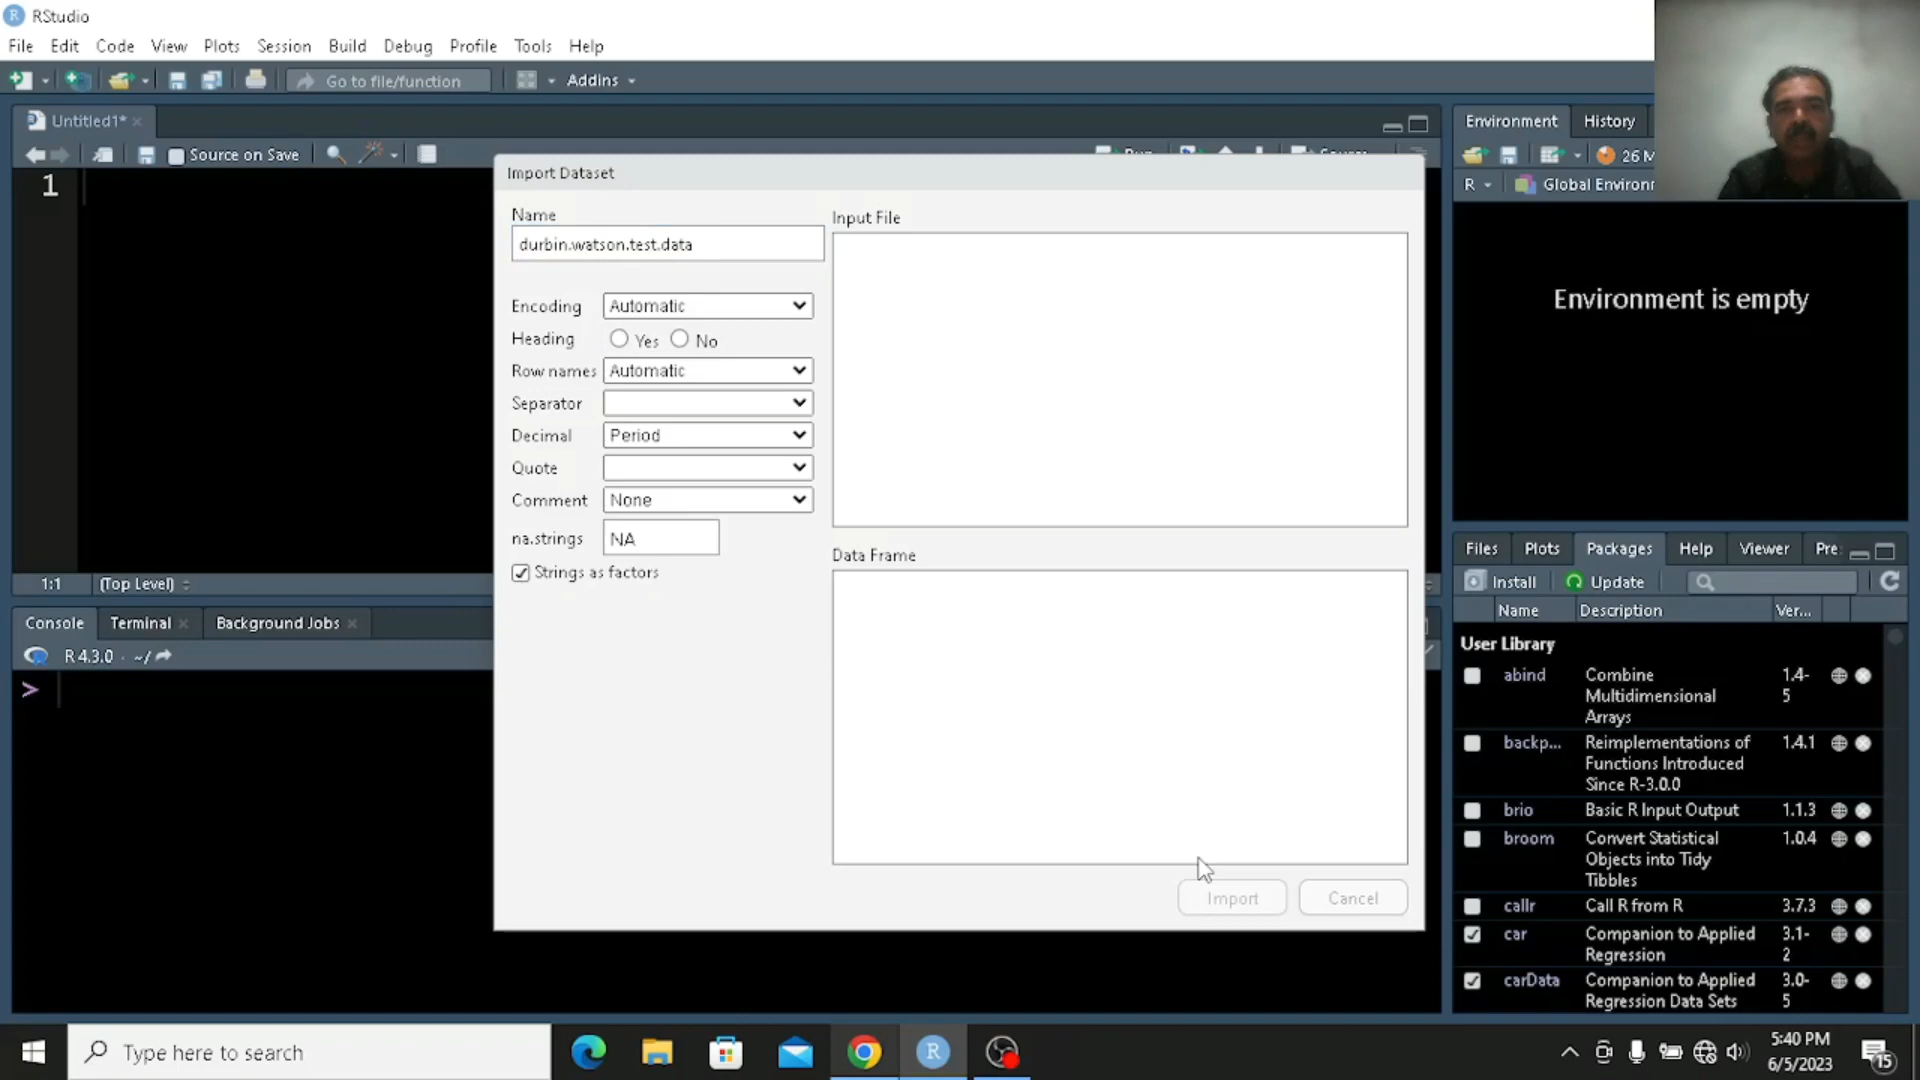 RStudio
File Edit Code View Plots Session Build Debug Profile Tools Help
Go to file/function Addins
Untitled1*
Source on Save
1
1:1 (Top Level)
Console Terminal Background Jobs
R 4.3.0 · ~/
>
Import Dataset
Name
durbin.watson.test.data
Encoding Automatic
Heading Yes No
Row names Automatic
Separator
Decimal Period
Quote
Comment None
na.strings NA
Strings as factors
Input File
Data Frame
Import Cancel
Environment History
26 M
R Global Environ
Environment is empty
Files Plots Packages Help Viewer Pre
Install Update
Name Description Ver...
User Library
abind Combine 1.4-
Multidimensional 5
Arrays
backp... Reimplementations of 1.4.1
Functions Introduced
Since R-3.0.0
brio Basic R Input Output 1.1.3
broom Convert Statistical 1.0.4
Objects into Tidy
Tibbles
callr Call R from R 3.7.3
car Companion to Applied 3.1-
Regression 2
carData Companion to Applied 3.0-
Regression Data Sets 5
Type here to search
5:40 PM
6/5/2023
15